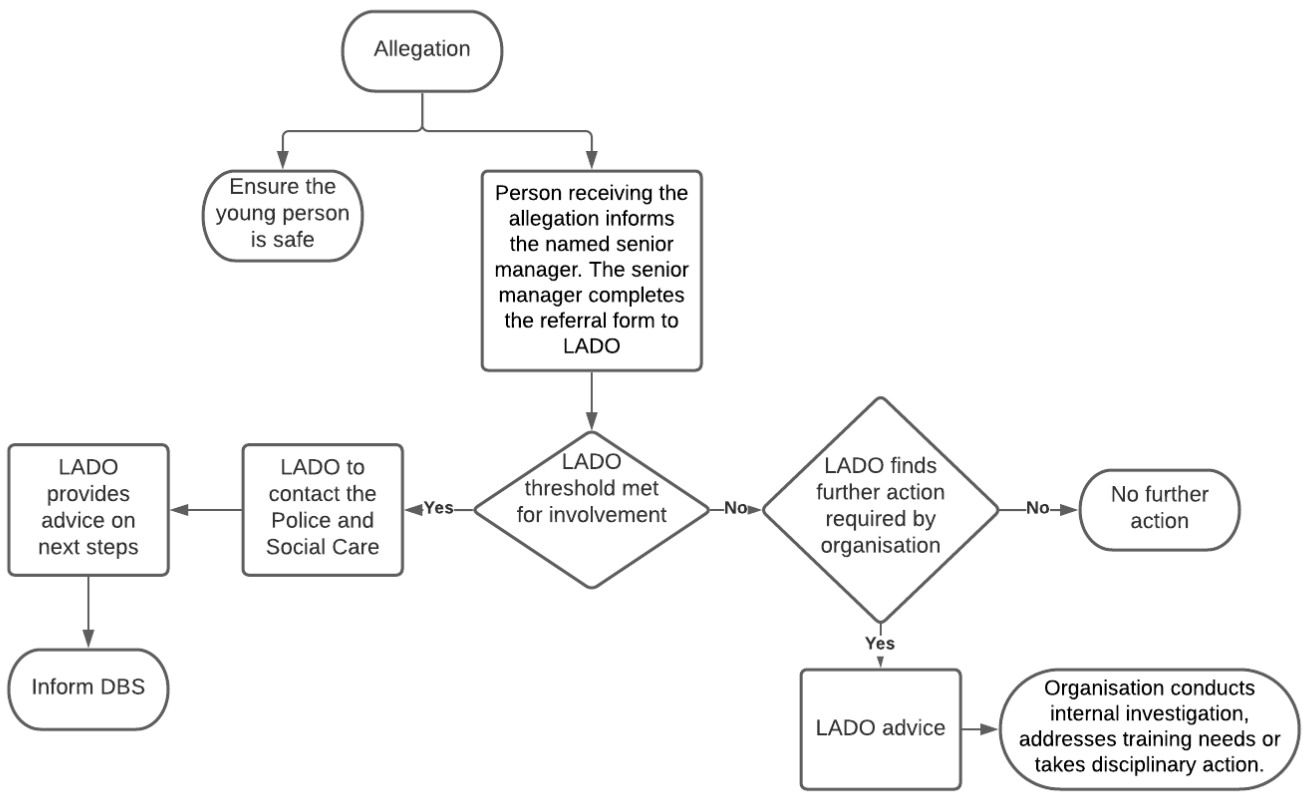 Allegation
Ensure the
young person
is safe
Person receiving the
allegation informs
the named senior
manager. The senior
manager completes
the referral form to
LADO
LADO
provides
advice on
next steps
LADO to
contact the
Police and
Social Care
Yes
LADO
threshold met
for involvement
No
LADO finds
further action
required by
organisation
No
No further
action
Yes
Inform DBS
LADO advice
Organisation conducts
internal investigation,
addresses training needs or
takes disciplinary action.